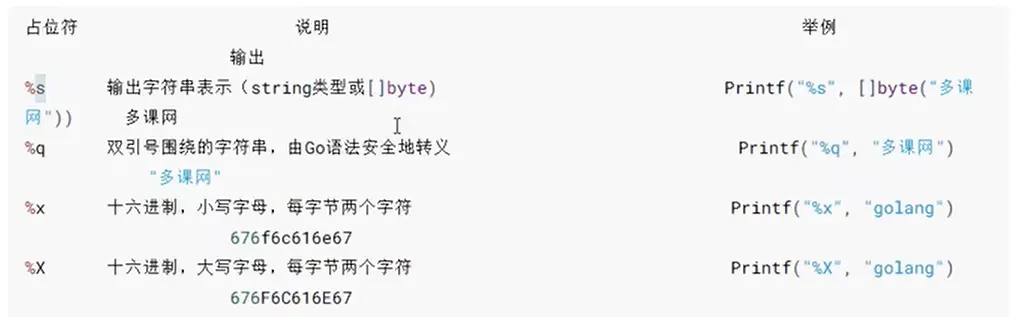 占位符 说明 举例
输出
%s 输出字符串表示（string类型或[]byte) Printf("%s", []byte("多课
网")) 多课网
%q 双引号围绕的字符串，由Go语法安全地转义 Printf("%q", "多课网")
"多课网"
%x 十六进制，小写字母，每字节两个字符 Printf("%x", "golang")
676f6c616e67
%X 十六进制，大写字母，每字节两个字符 Printf("%X", "golang")
676F6C616E67